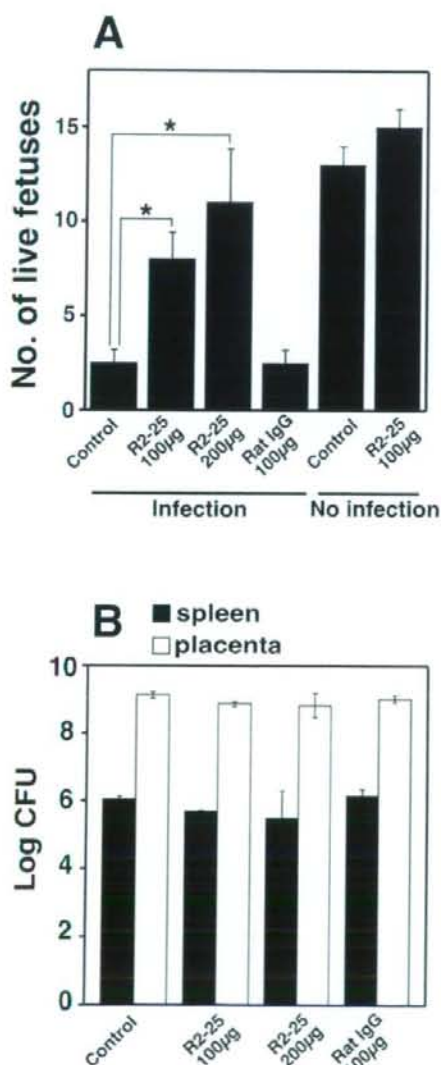 A
No. of live fetuses
15
10
5
0
*
*
Control
R2-25
100µg
R2-25
200µg
Rat IgG
100µg
Control
R2-25
100µg
Infection
No infection
B
spleen
placenta
Log CFU
10
8
6
4
2
0
Control
R2-25
100µg
R2-25
200µg
Rat IgG
100µg